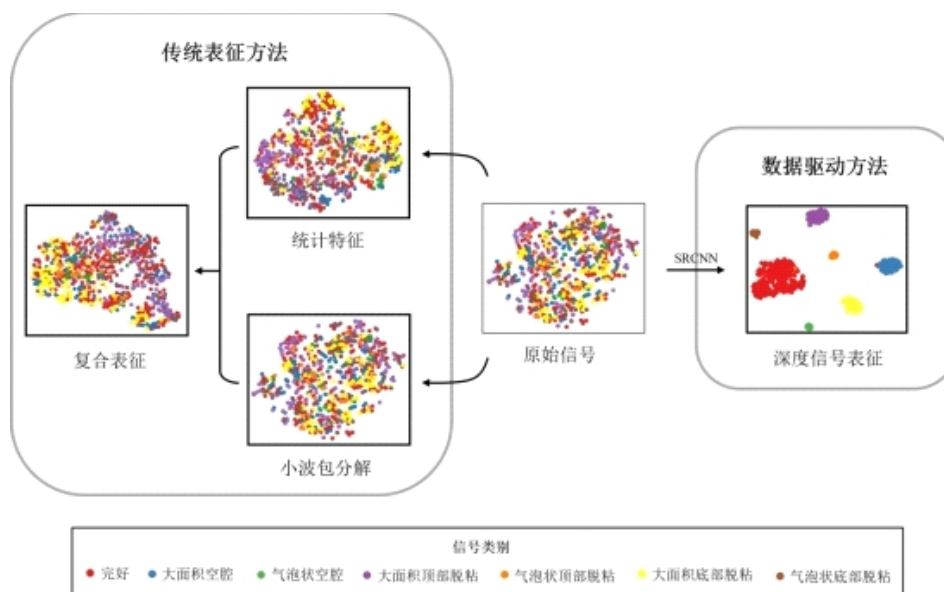 传统表征方法
统计特征
复合表征
小波包分解
原始信号
SRCNN
数据驱动方法
深度信号表征
信号类别
完好 大面积空腔 气泡状空腔 大面积顶部脱粘 气泡状顶部脱粘 大面积底部脱粘 气泡状底部脱粘